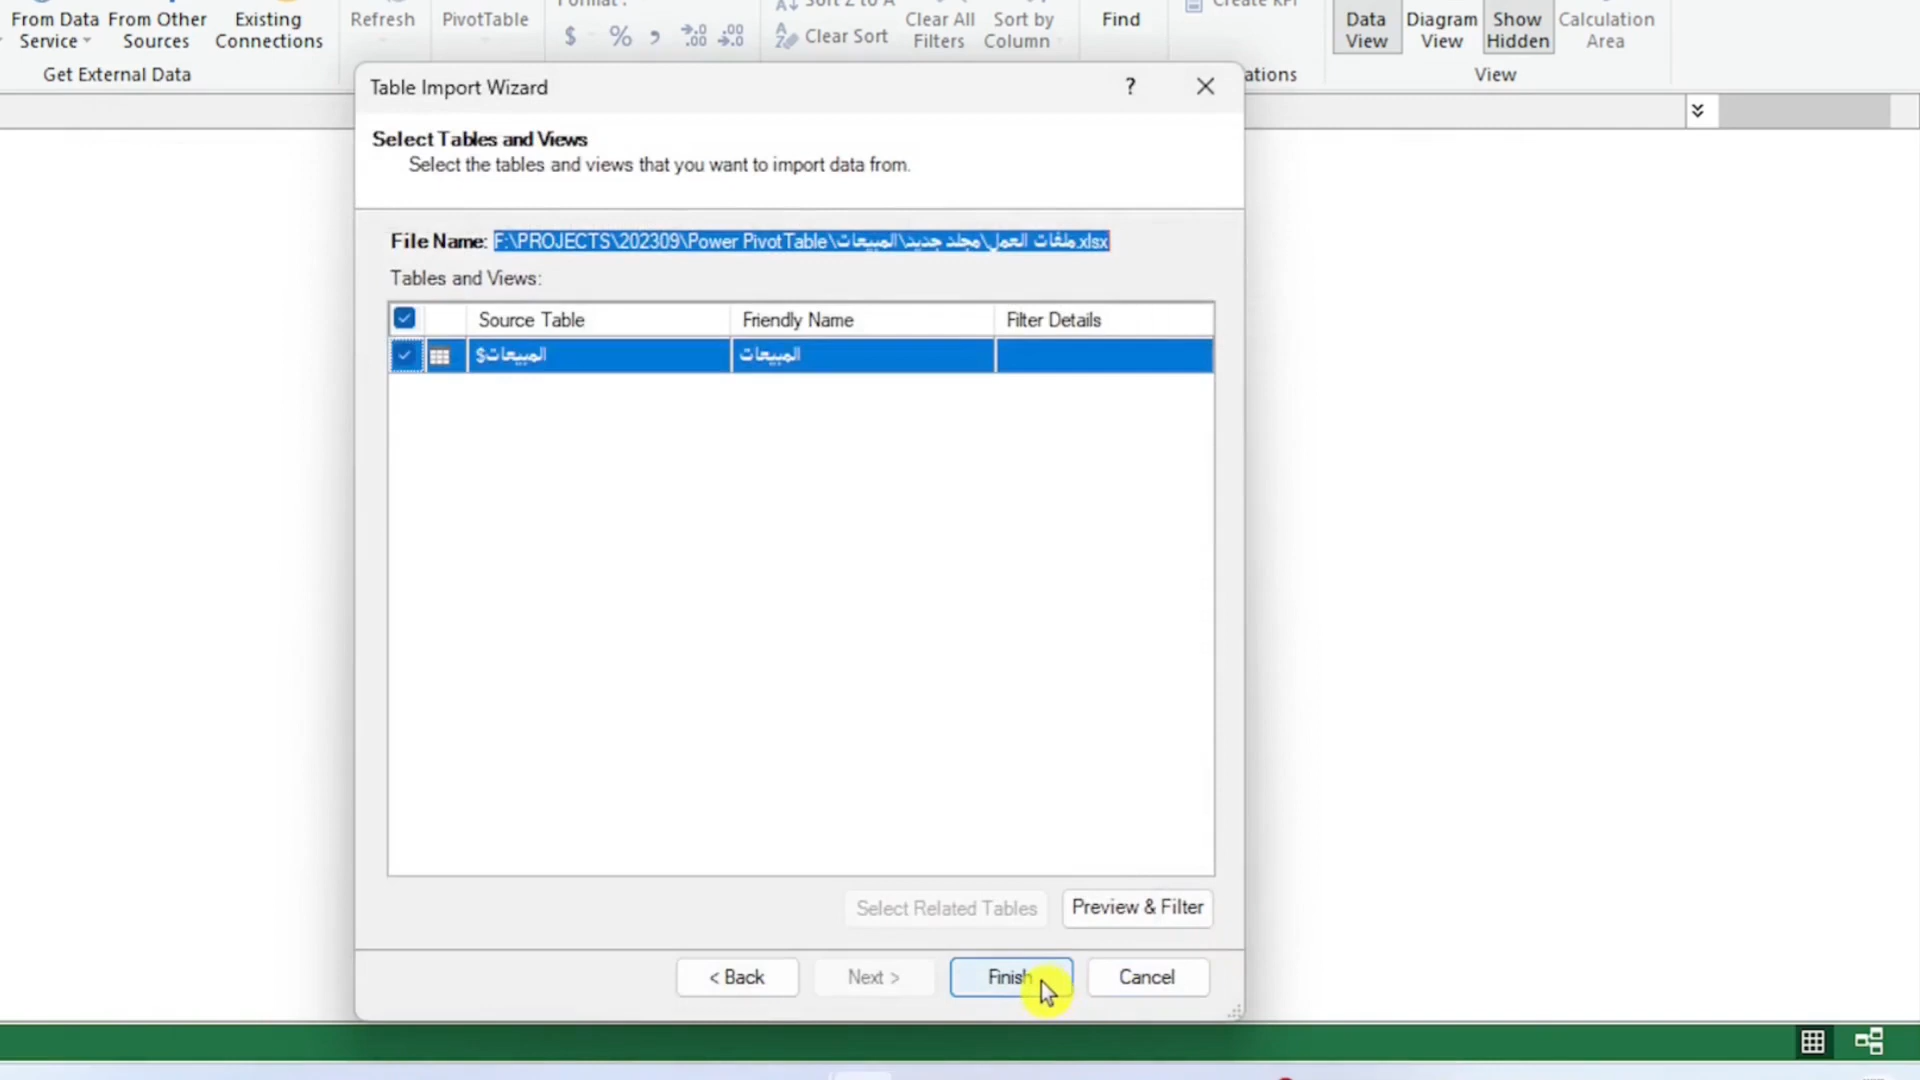 From Data Service
From Other Sources
Existing Connections
Get External Data
Refresh
PivotTable
$ % 
Clear Sort
Clear All Filters
Sort by Column
Find
Data View
Diagram View
Show Hidden
Calculation Area
View
Table Import Wizard
?
Select Tables and Views
Select the tables and views that you want to import data from.
File Name: F:\PROJECTS\202309\Power PivotTable\ملفات العمل\مجلد جديد\المبيعات.xlsx
Tables and Views:
Source Table Friendly Name Filter Details
المبيعات$ المبيعات
Select Related Tables Preview & Filter
< Back Next > Finish Cancel